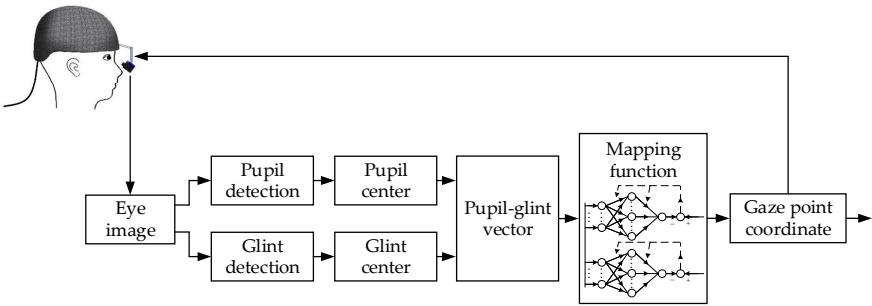 Pupil
detection
Pupil
center
Eye
image
Glint
detection
Glint
center
Pupil-glint
vector
Mapping
function
Gaze point
coordinate